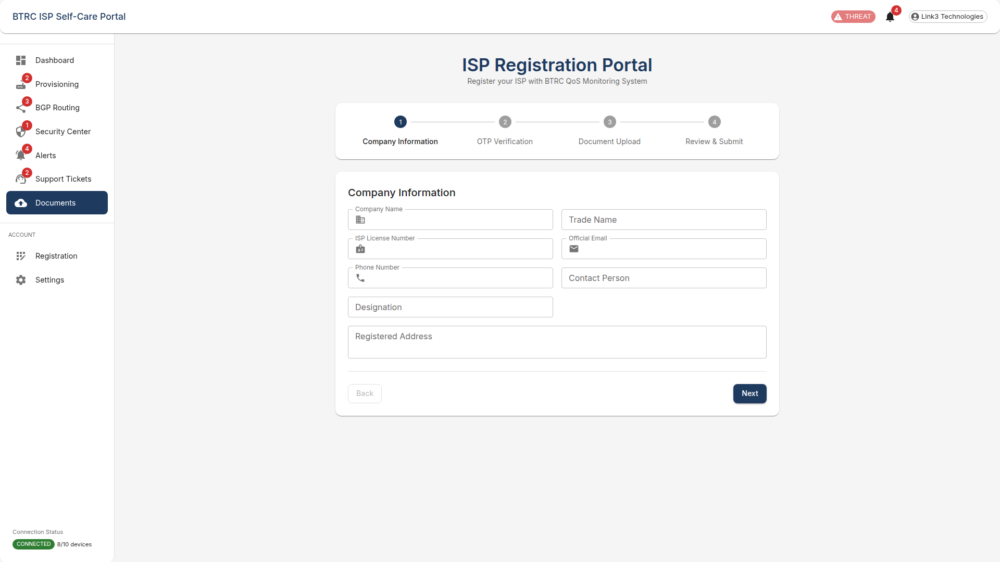 BTRC ISP Self-Care Portal
THREAT
4
Link3 Technologies
Dashboard
2
Provisioning
3
BGP Routing
1
Security Center
4
Alerts
2
Support Tickets
Documents
ACCOUNT
Registration
Settings
Connection Status
CONNECTED 8/10 devices
ISP Registration Portal
Register your ISP with BTRC QoS Monitoring System
1 2 3 4
Company Information OTP Verification Document Upload Review & Submit
Company Information
Company Name
Trade Name
ISP License Number
Official Email
Phone Number
Contact Person
Designation
Registered Address
Back
Next